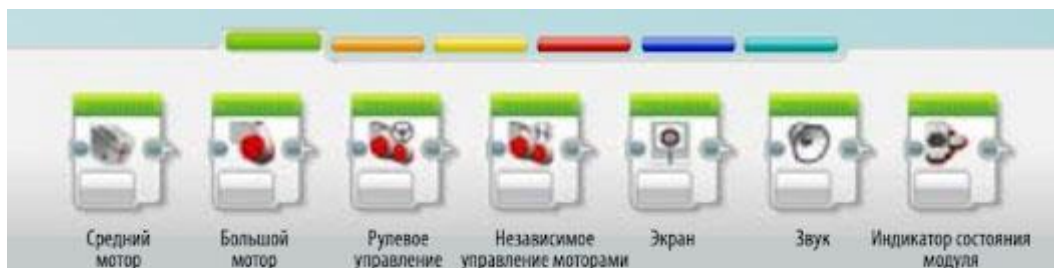 Средний мотор
Большой мотор
Рулевое управление
Независимое управление моторами
Экран
Звук
Индикатор состояния модуля